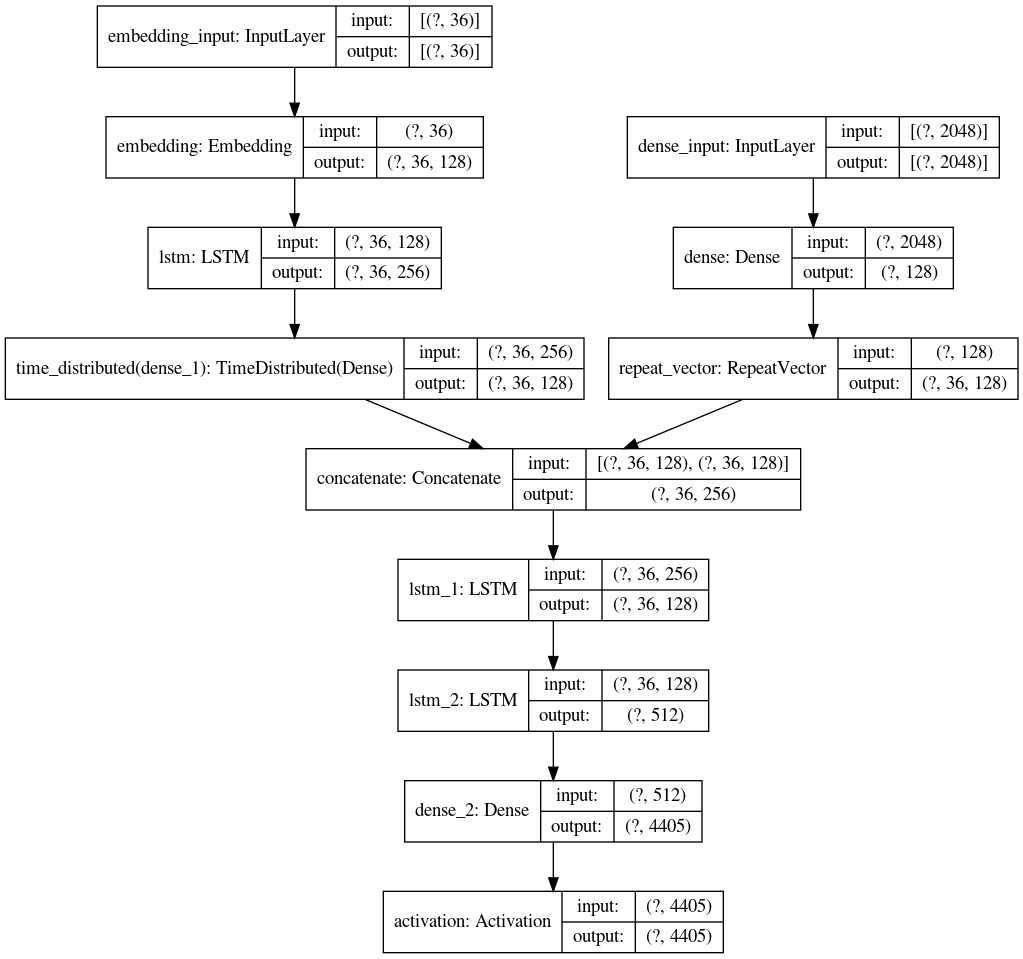 embedding_input: InputLayer
input: [(?, 36)]
output: [(?, 36)]
embedding: Embedding
input: (?, 36)
output: (?, 36, 128)
dense_input: InputLayer
input: [(?, 2048)]
output: [(?, 2048)]
lstm: LSTM
input: (?, 36, 128)
output: (?, 36, 256)
dense: Dense
input: (?, 2048)
output: (?, 128)
time_distributed(dense_1): TimeDistributed(Dense)
input: (?, 36, 256)
output: (?, 36, 128)
repeat_vector: RepeatVector
input: (?, 128)
output: (?, 36, 128)
concatenate: Concatenate
input: [(?, 36, 128), (?, 36, 128)]
output: (?, 36, 256)
lstm_1: LSTM
input: (?, 36, 256)
output: (?, 36, 128)
lstm_2: LSTM
input: (?, 36, 128)
output: (?, 512)
dense_2: Dense
input: (?, 512)
output: (?, 4405)
activation: Activation
input: (?, 4405)
output: (?, 4405)